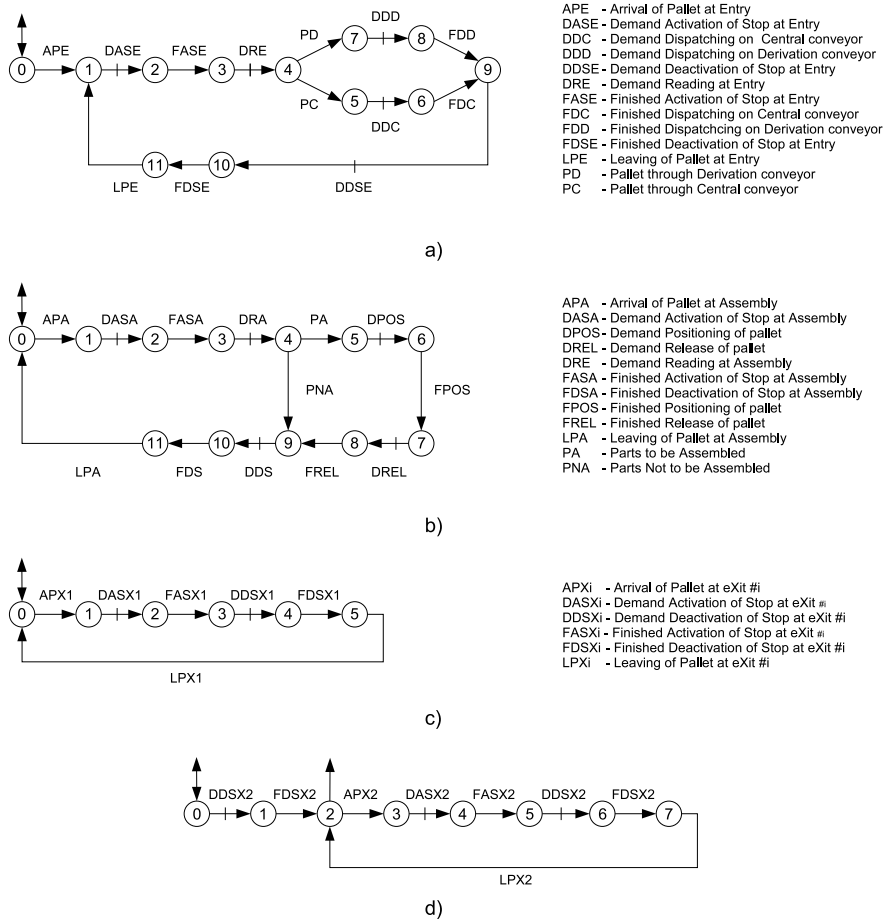 APE DASE FASE DRE PD DDD FDD
0 1 2 3 4 7 8 9
PC DDC FDC
5 6
11 10
LPE FDSE DDSE
APE - Arrival of Pallet at Entry
DASE - Demand Activation of Stop at Entry
DDC - Demand Dispatching on Central conveyor
DDD - Demand Dispatching on Derivation conveyor
DDSE - Demand Deactivation of Stop at Entry
DRE - Demand Reading at Entry
FASE - Finished Activation of Stop at Entry
FDC - Finished Dispatching on Central conveyor
FDD - Finished Dispatchcing on Derivation conveyor
FDSE - Finished Deactivation of Stop at Entry
LPE - Leaving of Pallet at Entry
PD - Pallet through Derivation conveyor
PC - Pallet through Central conveyor
a)
APA DASA FASA DRA PA DPOS
0 1 2 3 4 5 6
PNA FPOS
11 10 9 8 7
LPA FDS DDS FREL DREL
APA - Arrival of Pallet at Assembly
DASA - Demand Activation of Stop at Assembly
DPOS - Demand Positioning of pallet
DREL - Demand Release of pallet
DRE - Demand Reading at Assembly
FASA - Finished Activation of Stop at Assembly
FDSA - Finished Deactivation of Stop at Assembly
FPOS - Finished Positioning of pallet
FREL - Finished Release of pallet
LPA - Leaving of Pallet at Assembly
PA - Parts to be Assembled
PNA - Parts Not to be Assembled
b)
APX1 DASX1 FASX1 DDSX1 FDSX1
0 1 2 3 4 5
LPX1
APXi - Arrival of Pallet at eXit #i
DASXi - Demand Activation of Stop at eXit #i
DDSXi - Demand Deactivation of Stop at eXit #i
FASXi - Finished Activation of Stop at eXit #i
FDSXi - Finished Deactivation of Stop at eXit #i
LPXi - Leaving of Pallet at eXit #i
c)
DDSX2 FDSX2 APX2 DASX2 FASX2 DDSX2 FDSX2
0 1 2 3 4 5 6 7
LPX2
d)